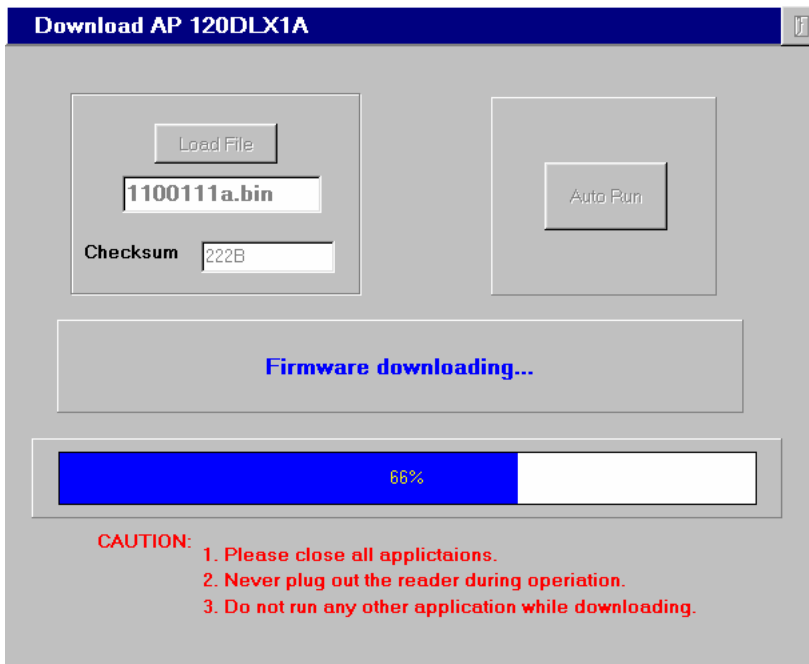 Download AP 120DLX1A
Load File
1100111a.bin
Checksum 222B
Auto Run
Firmware downloading...
66%
CAUTION:
1. Please close all applictaions.
2. Never plug out the reader during operiation.
3. Do not run any other application while downloading.